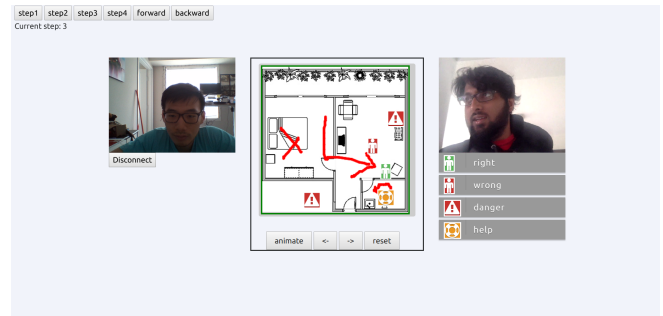 step1 step2 step3 step4 forward backward
Current step: 3
Disconnect
animate <- -> reset
right
wrong
danger
help